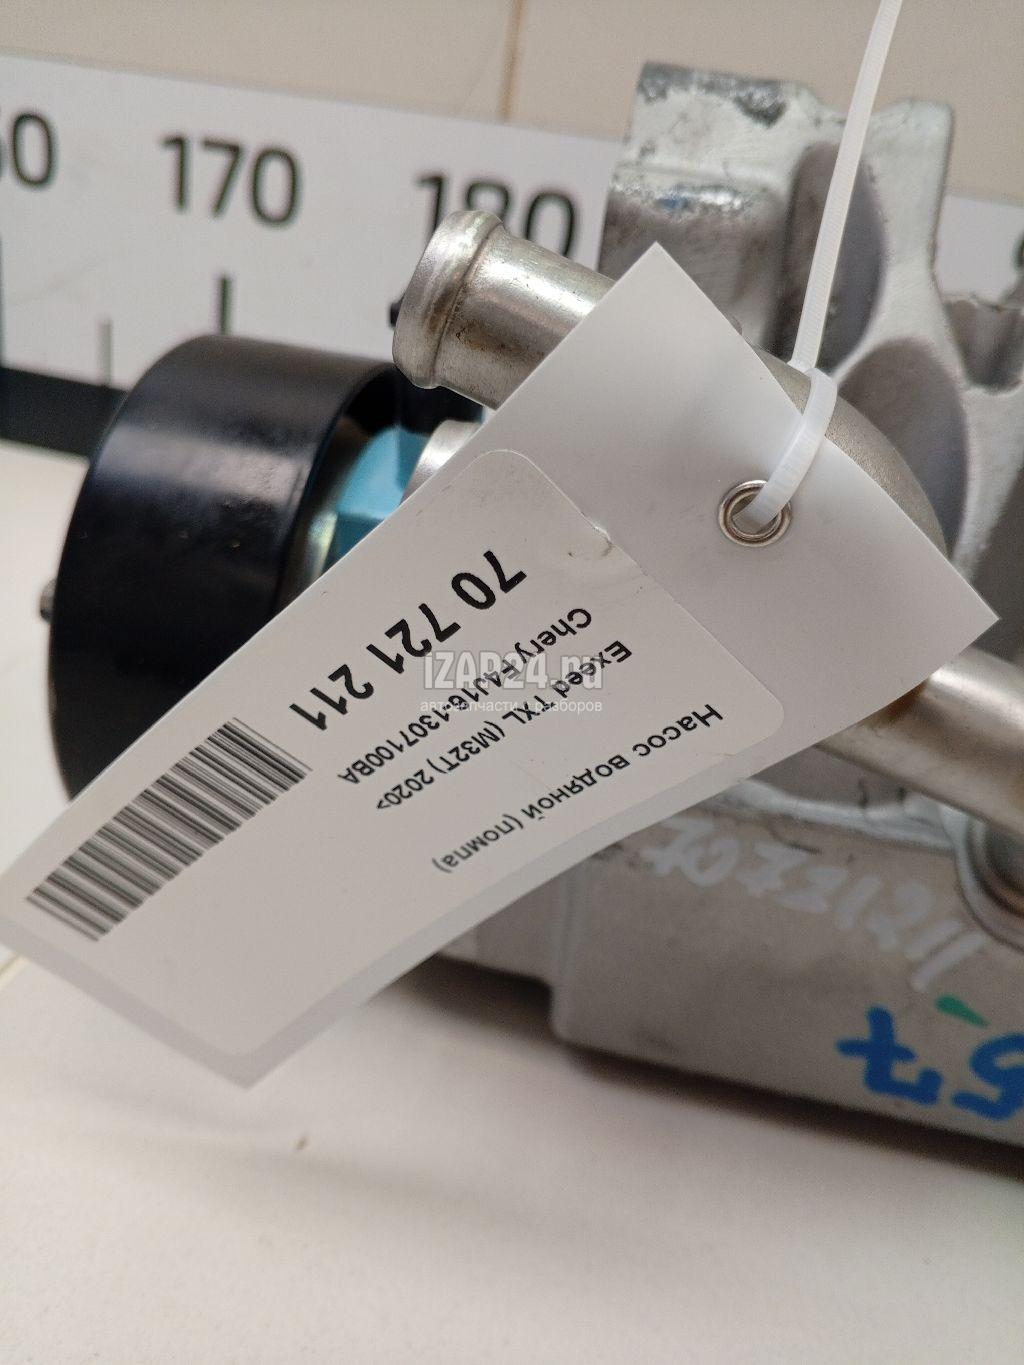 170
180
Насос водяной (помпа)
Exeed TXL (M32T) 2020>
Chery F4J16-1307100BA
70 721 211
iZAP24.ru
автозапчасти с разборов
57